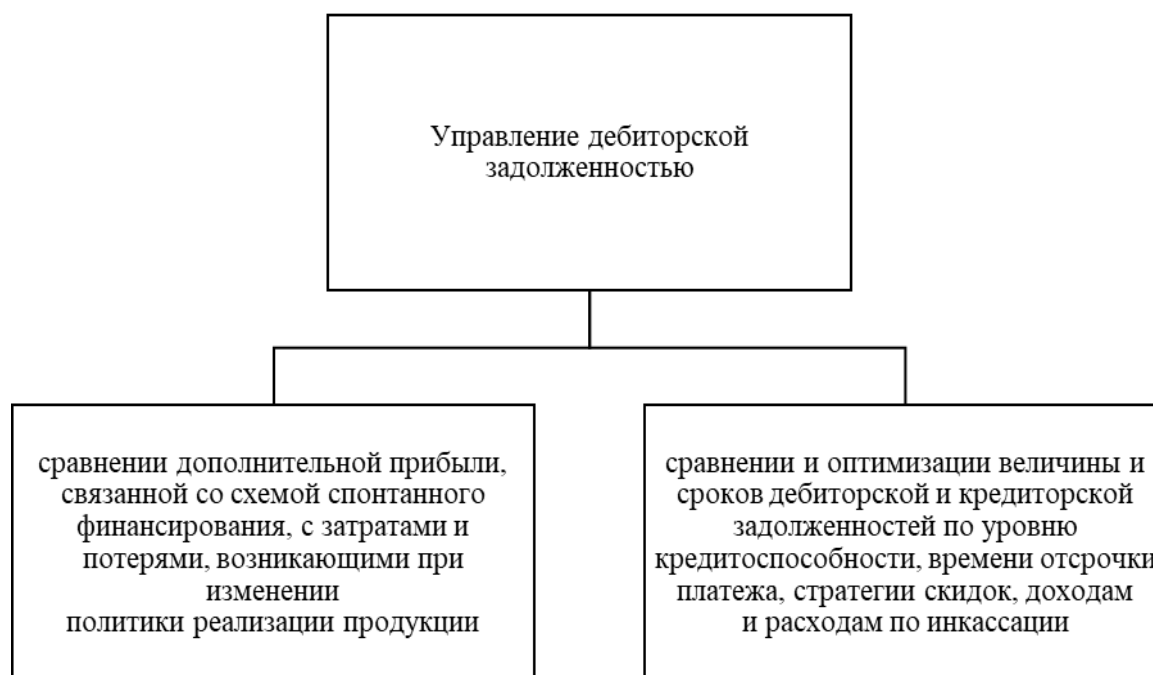 Управление дебиторской
задолженностью
сравнении дополнительной прибыли,
связанной со схемой спонтанного
финансирования, с затратами и
потерями, возникающими при
изменении
политики реализации продукции
сравнении и оптимизации величины и
сроков дебиторской и кредиторской
задолженностей по уровню
кредитоспособности, времени отсрочки
платежа, стратегии скидок, доходам
и расходам по инкассации